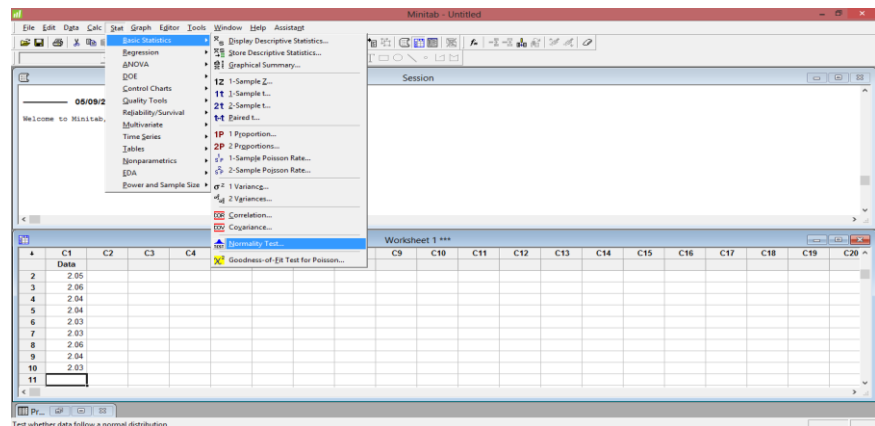 Minitab - Untitled
File Edit Data Calc Stat Graph Editor Tools Window Help Assistant
Basic Statistics
Regression
ANOVA
DOE
Control Charts
Quality Tools
Reliability/Survival
Multivariate
Time Series
Tables
Nonparametrics
EDA
Power and Sample Size
Display Descriptive Statistics...
Store Descriptive Statistics...
Graphical Summary...
1Z 1-Sample Z...
1t 1-Sample t...
2t 2-Sample t...
t-t Paired t...
1P 1 Proportion...
2P 2 Proportions...
1-Sample Poisson Rate...
2-Sample Poisson Rate...
σ² 1 Variance...
2 Variances...
COR Correlation...
COV Covariance...
TEST Normality Test...
χ² Goodness-of-Fit Test for Poisson...
Session
05/09/2
Welcome to Minitab,
Worksheet 1 ***
C1 C2 C3 C4 C9 C10 C11 C12 C13 C14 C15 C16 C17 C18 C19 C20
Data
2 2.05
3 2.06
4 2.04
5 2.04
6 2.03
7 2.03
8 2.06
9 2.04
10 2.03
11
Pr...
Test whether data follow a normal distribution